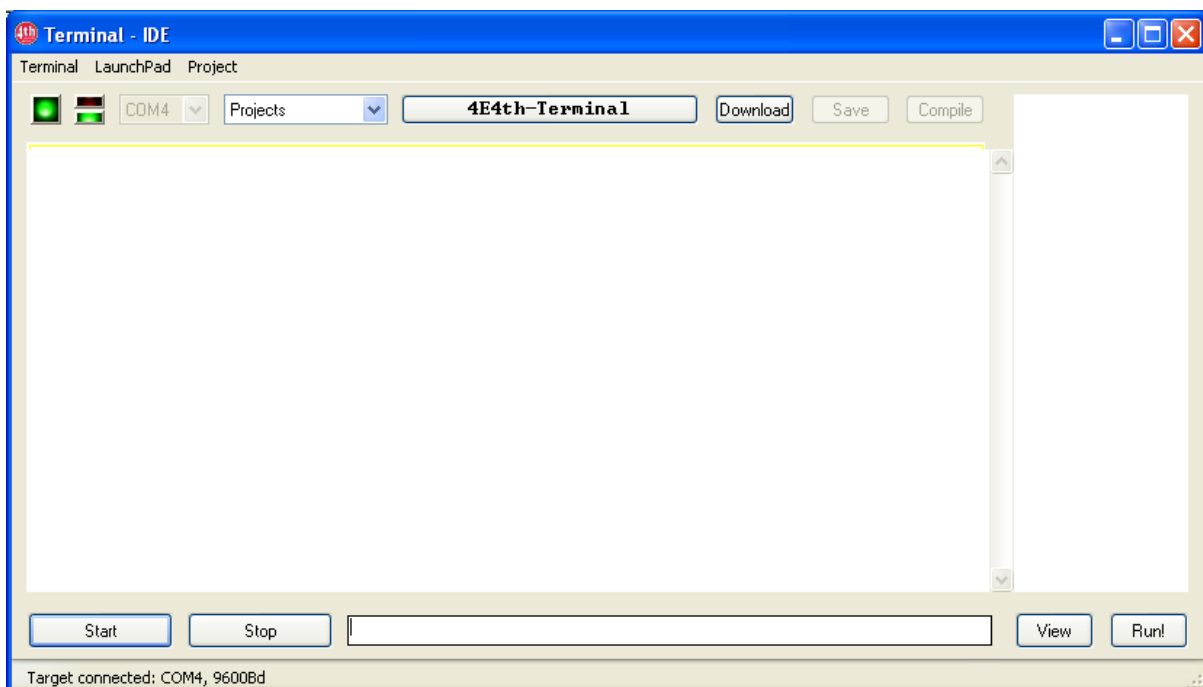 4th Terminal - IDE
Terminal LaunchPad Project
COM4 Projects 4E4th-Terminal Download Save Compile
Start Stop View Run!
Target connected: COM4, 9600Bd